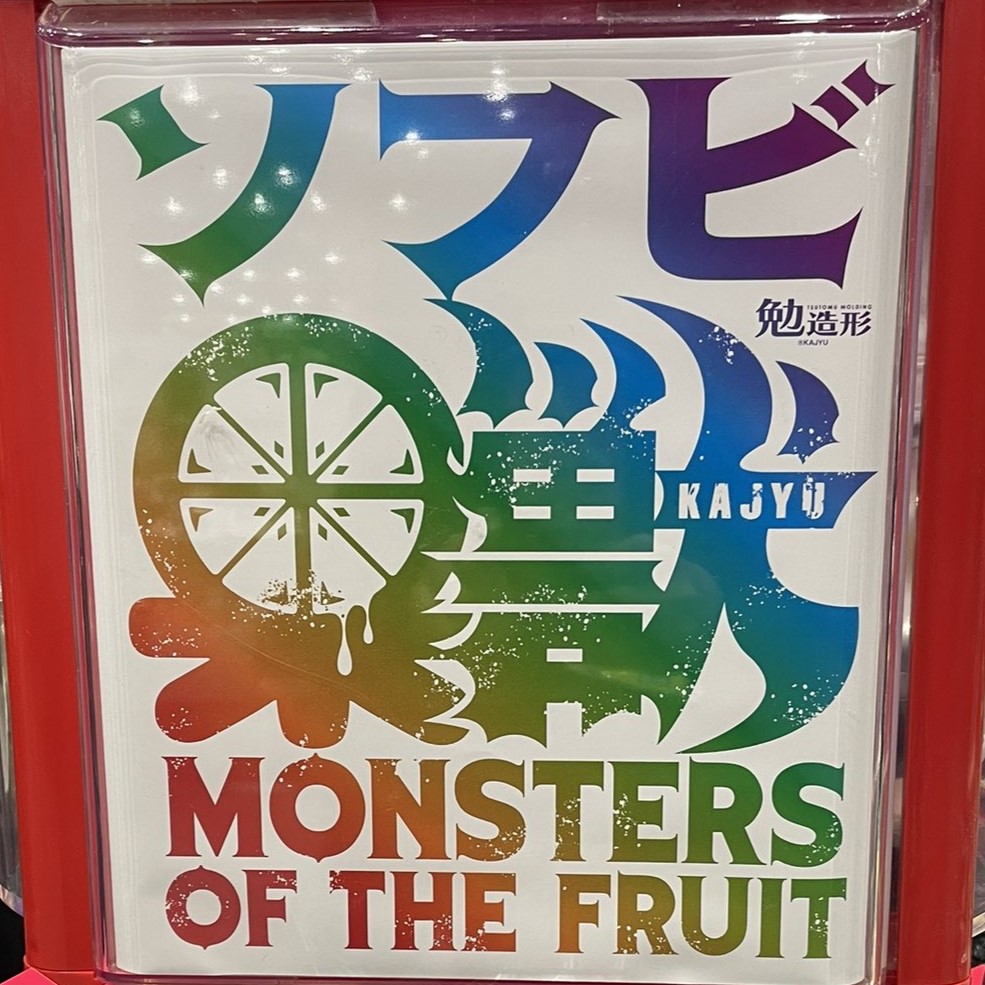 ソフビ
勉造形
TSUTOMU MOLDING
©KAJYU
果獣
KAJYU
MONSTERS
OF THE FRUIT